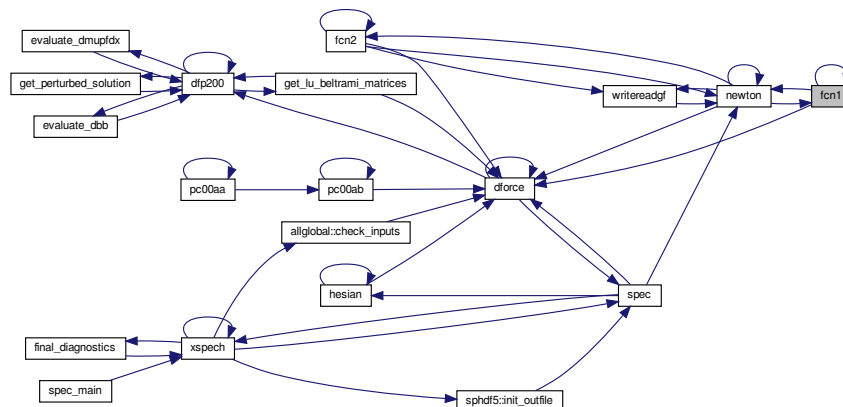 evaluate_dmupfdx
fcn2
get_perturbed_solution
dfp200
get_lu_beltrami_matrices
writereadgf
newton
fcn1
evaluate_dbb
pc00aa
pc00ab
dforce
allglobal::check_inputs
hesian
spec
final_diagnostics
xspech
spec_main
sphdf5::init_outfile